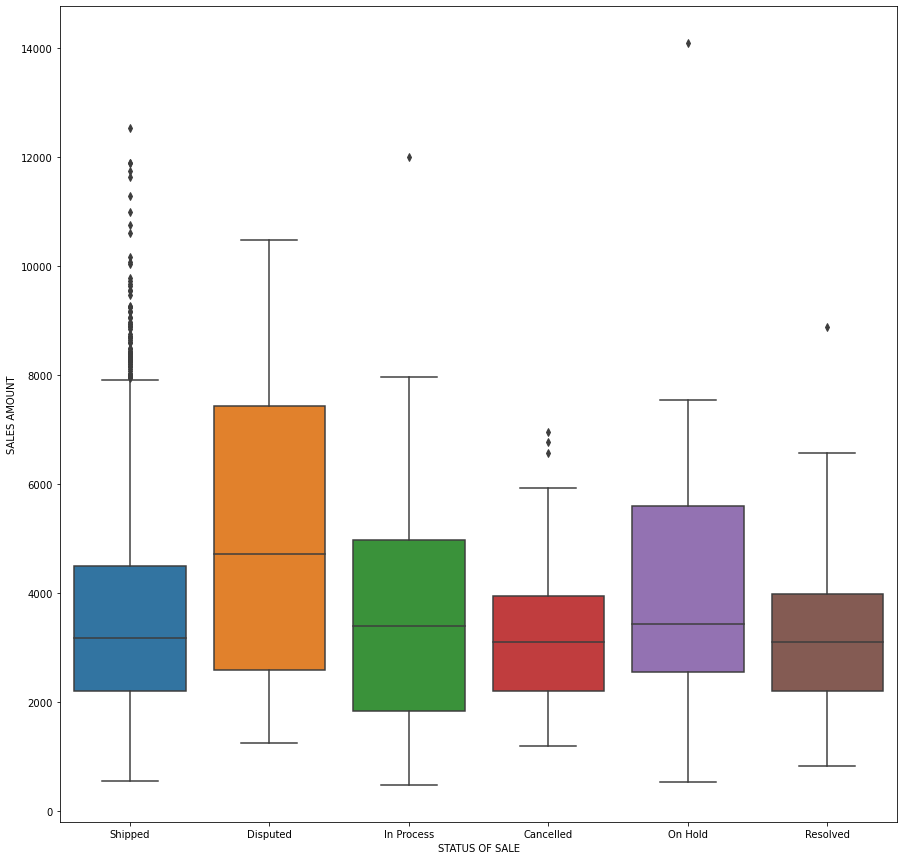 14000
12000
10000
8000
6000
4000
2000
0
SALES AMOUNT
Shipped Disputed In Process Cancelled On Hold Resolved
STATUS OF SALE